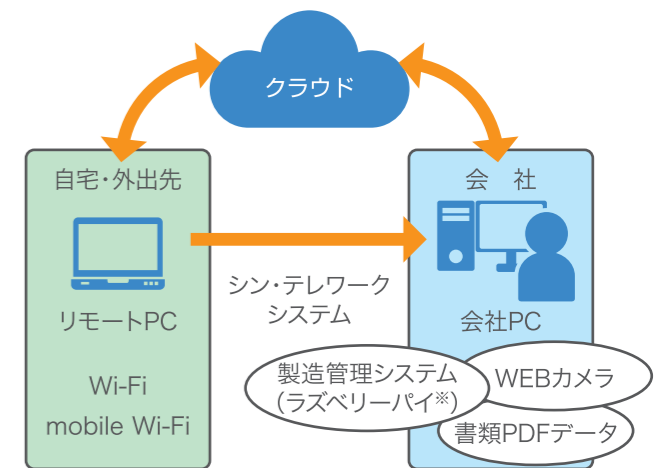 クラウド
自宅・外出先
リモートPC
Wi-Fi
mobile Wi-Fi
シン・テレワーク
システム
会 社
会社PC
製造管理システム
(ラズベリーパイ※)
WEBカメラ
書類PDFデータ